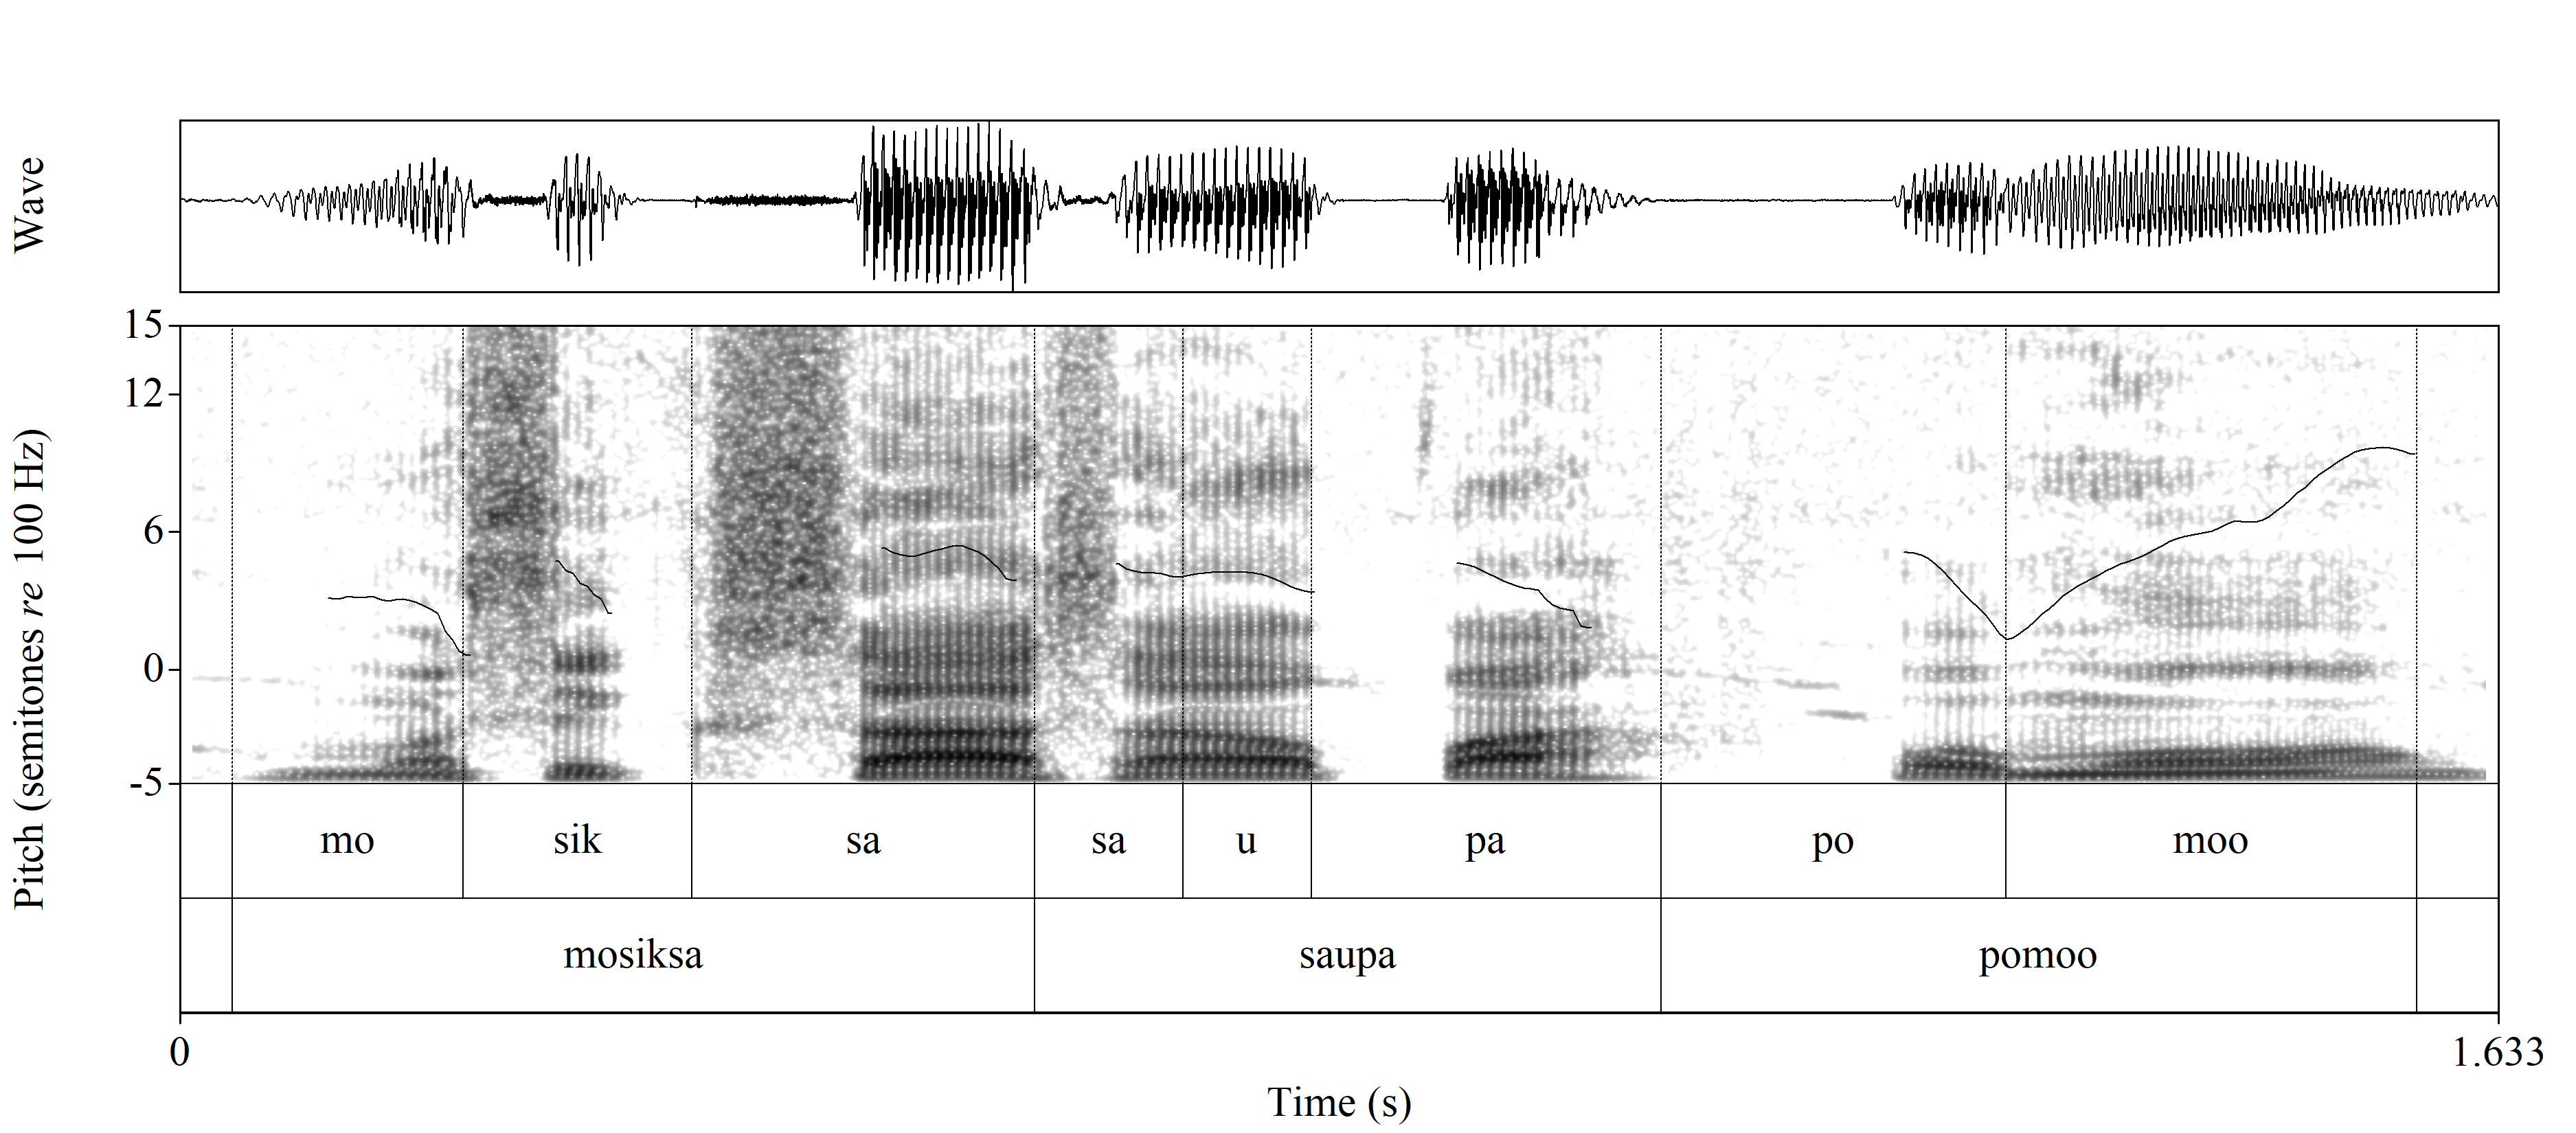 Wave
Pitch (semitones re 100 Hz)
15
12
6
0
-5
mo sik sa sa u pa po moo
mosiksa saupa pomoo
0 1.633
Time (s)